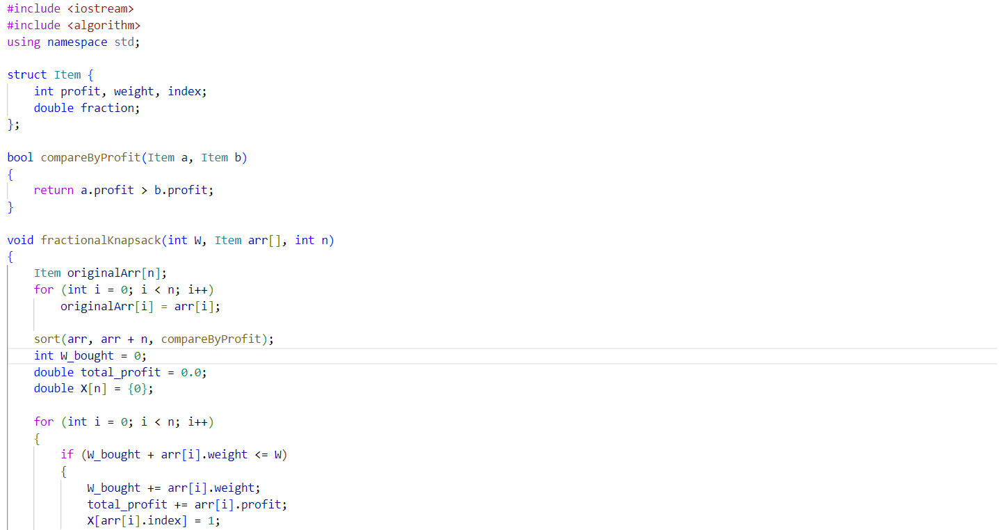 #include <iostream>
#include <algorithm>
using namespace std;

struct Item {
    int profit, weight, index;
    double fraction;
};

bool compareByProfit(Item a, Item b)
{
    return a.profit > b.profit;
}

void fractionalKnapsack(int W, Item arr[], int n)
{
    Item originalArr[n];
    for (int i = 0; i < n; i++)
        originalArr[i] = arr[i];

    sort(arr, arr + n, compareByProfit);
    int W_bought = 0;
    double total_profit = 0.0;
    double X[n] = {0};

    for (int i = 0; i < n; i++)
    {
        if (W_bought + arr[i].weight <= W)
        {
            W_bought += arr[i].weight;
            total_profit += arr[i].profit;
            X[arr[i].index] = 1;